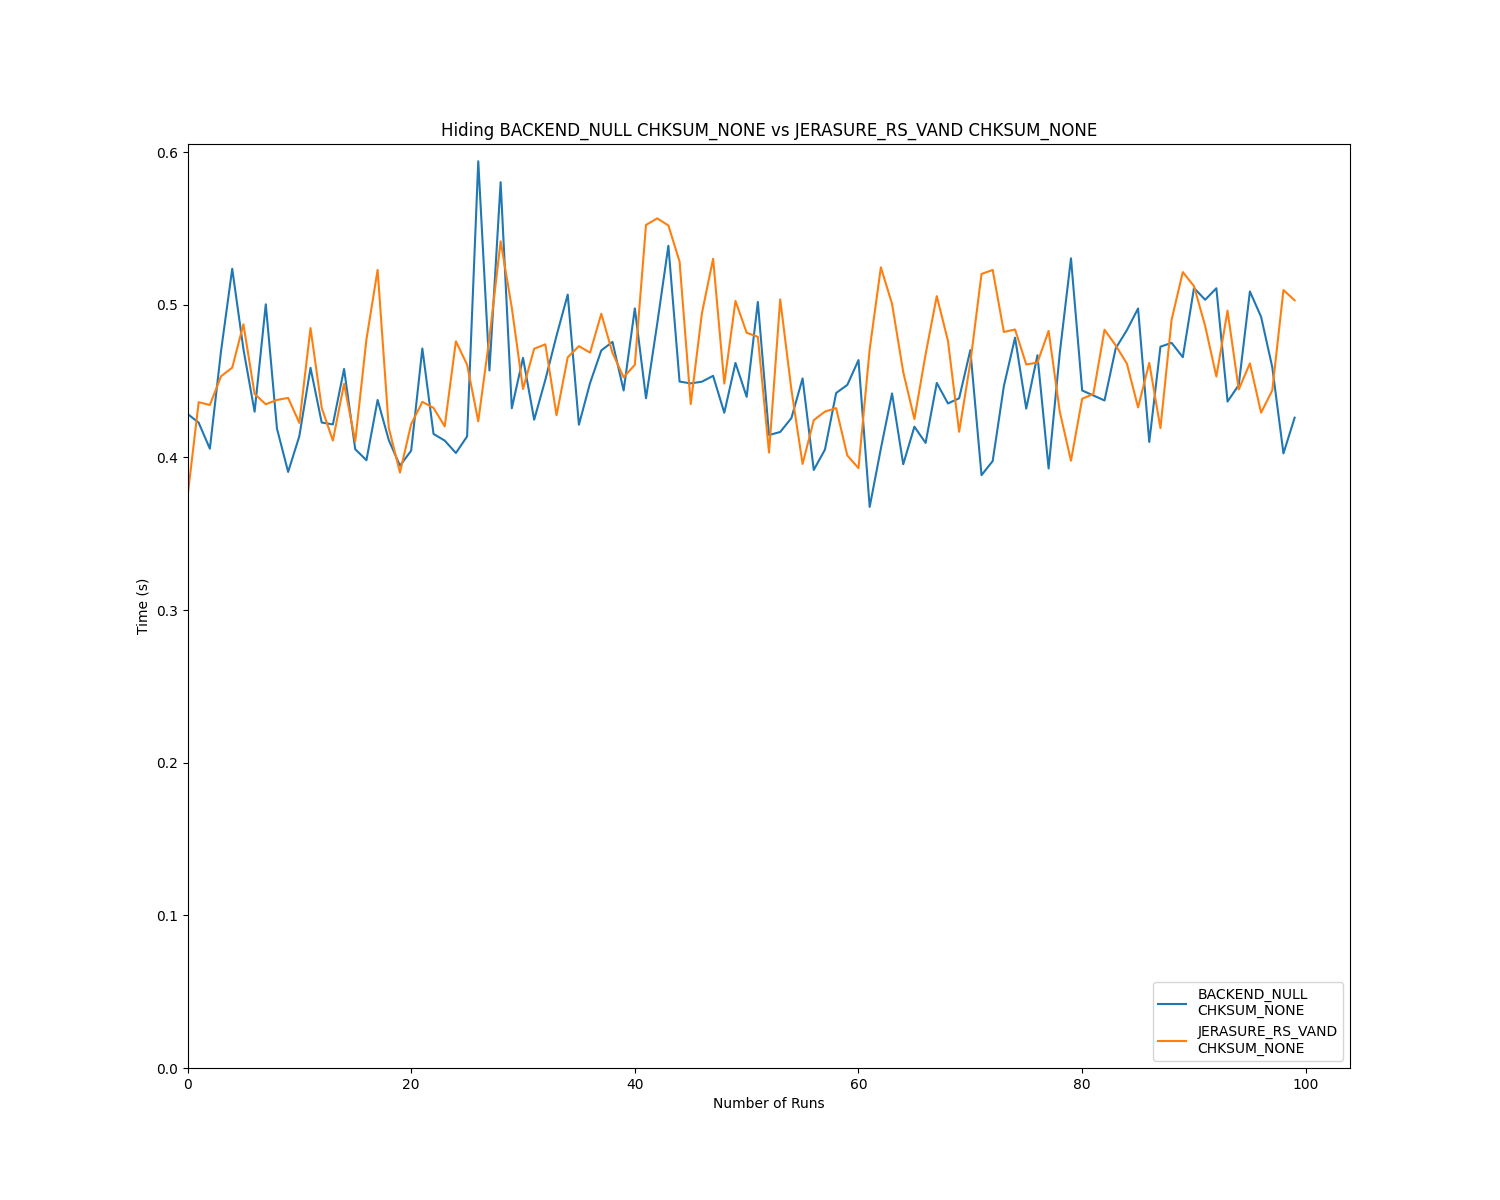 Hiding BACKEND_NULL CHKSUM_NONE vs JERASURE_RS_VAND CHKSUM_NONE
0.6
0.5
0.4
0.3
0.2
0.1
0.0
Time (s)
0 20 40 60 80 100
Number of Runs
BACKEND_NULL
CHKSUM_NONE
JERASURE_RS_VAND
CHKSUM_NONE